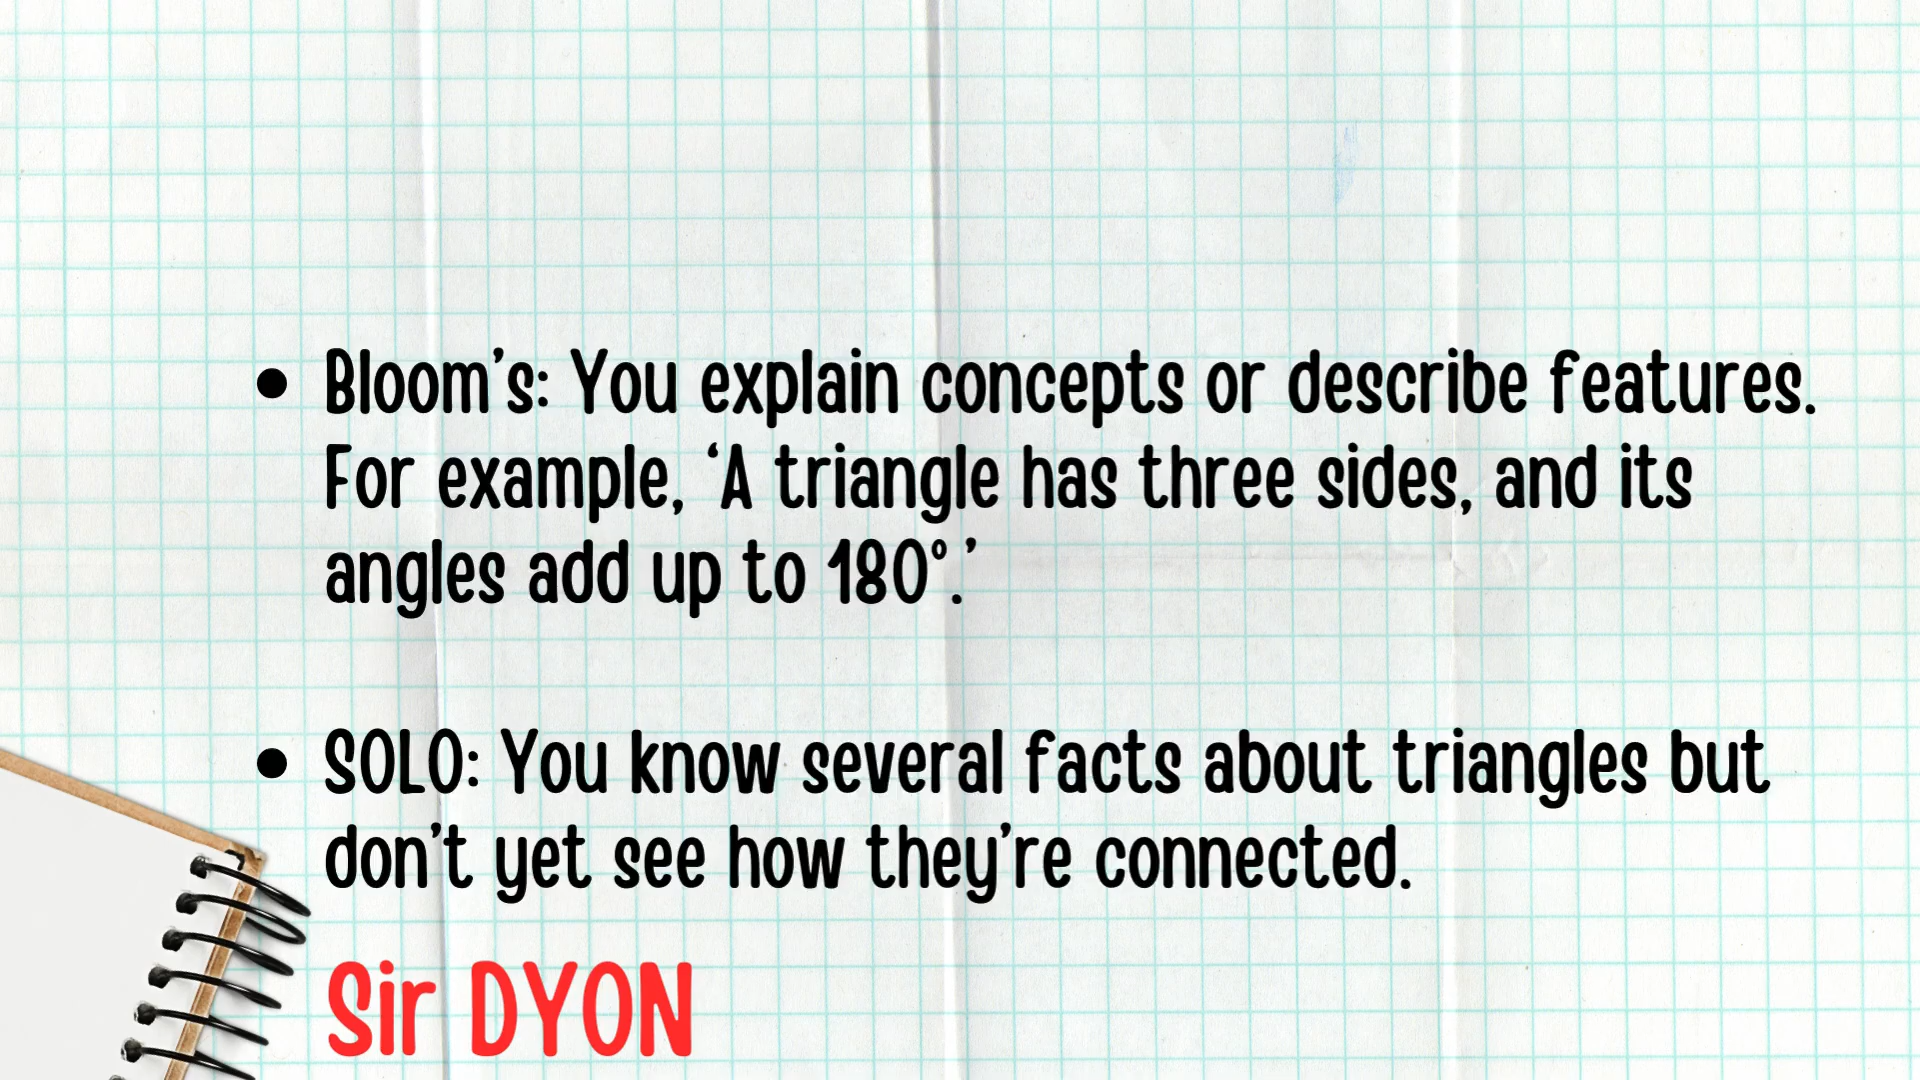 • Bloom’s: You explain concepts or describe features.
For example, ‘A triangle has three sides, and its
angles add up to 180°.’
• SOLO: You know several facts about triangles but
don’t yet see how they’re connected.
Sir DYON